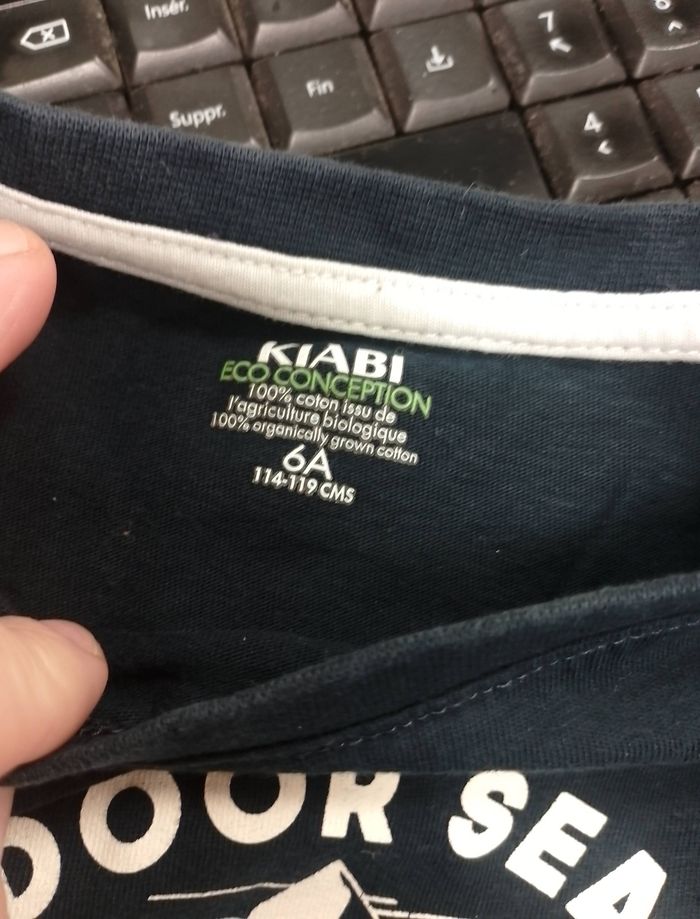 Insér.
7
Suppr.
Fin
4
KIABI
ECO CONCEPTION
100% coton issu de
l'agriculture biologique
100% organically grown cotton
6A
114-119 CMS
DOOR SEA